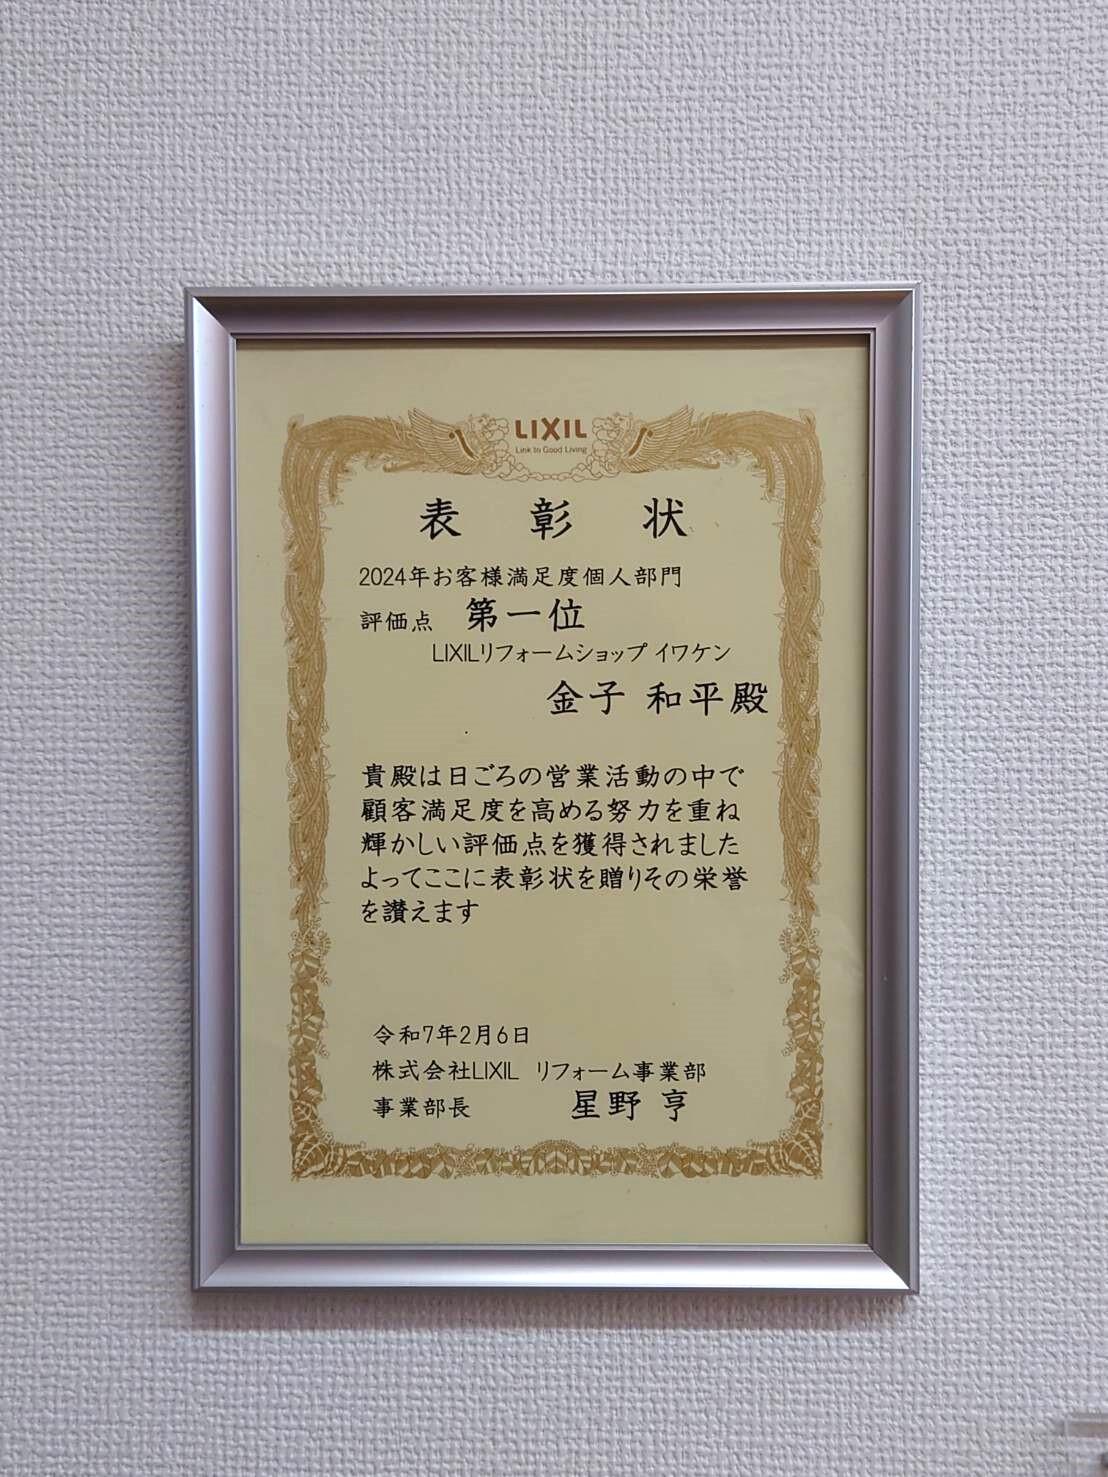 LIXIL
Link to Good Living
表 彰 状
2024年お客様満足度個人部門
評価点 第一位
LIXILリフォームショップ イワケン
金子 和平殿
貴殿は日ごろの営業活動の中で
顧客満足度を高める努力を重ね
輝かしい評価点を獲得されました
よってここに表彰状を贈りその栄誉
を讃えます
令和7年2月6日
株式会社LIXIL リフォーム事業部
事業部長 星野 亨